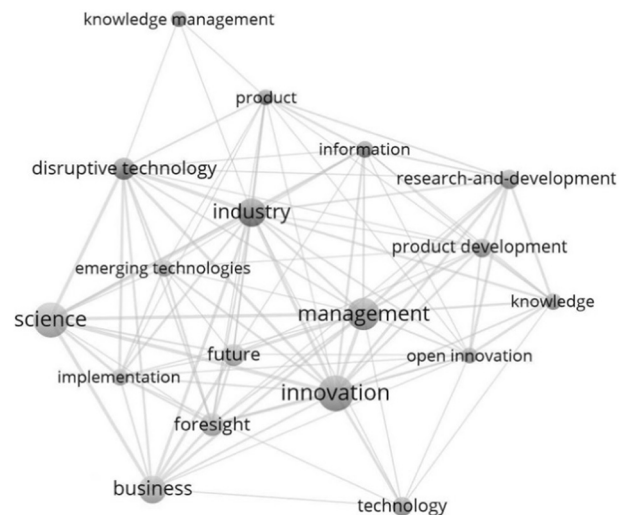 knowledge management
product
information
disruptive technology
research-and-development
industry
product development
emerging technologies
knowledge
science
management
future
open innovation
implementation
innovation
foresight
business
technology